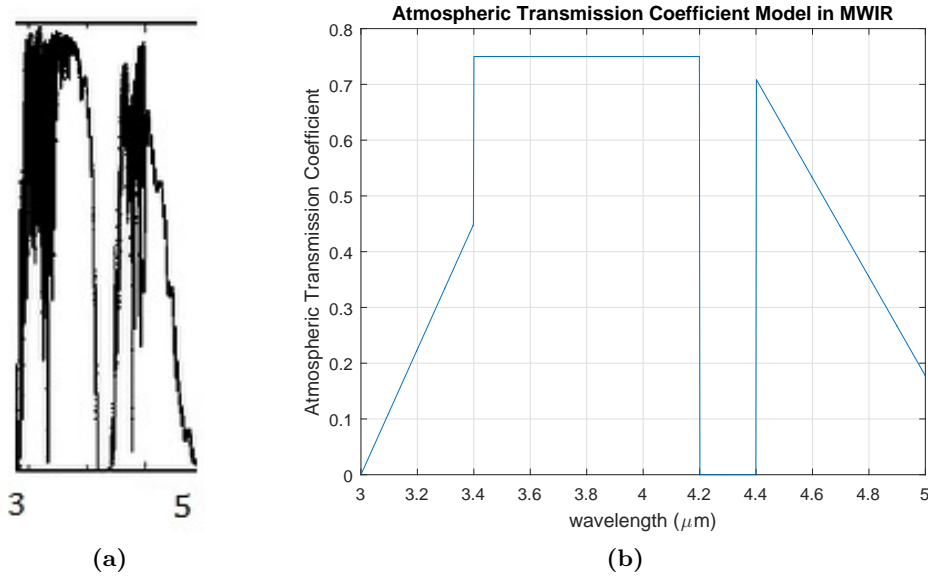 3 5
(a)
Atmospheric Transmission Coefficient Model in MWIR
Atmospheric Transmission Coefficient
0.8
0.7
0.6
0.5
0.4
0.3
0.2
0.1
0
3 3.2 3.4 3.6 3.8 4 4.2 4.4 4.6 4.8 5
wavelength (μm)
(b)